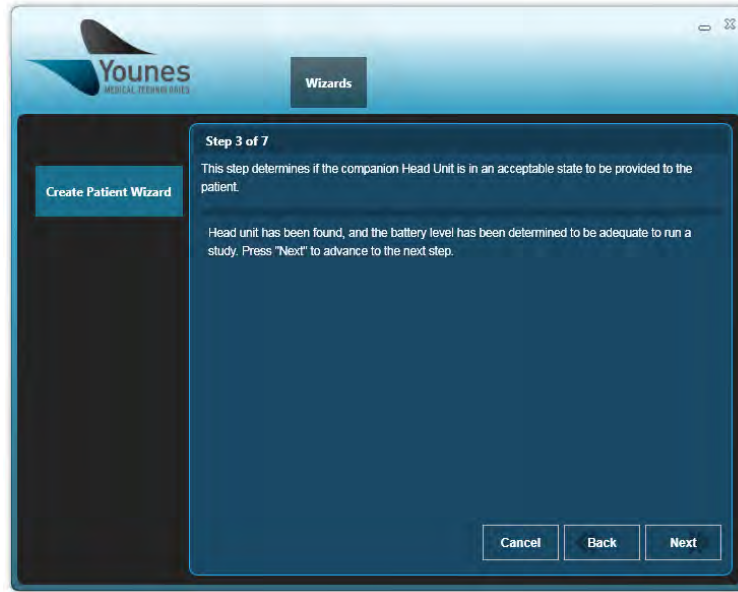 Younes
MEDICAL TECHNOLOGIES
Wizards
Create Patient Wizard
Step 3 of 7
This step determines if the companion Head Unit is in an acceptable state to be provided to the
patient.
Head unit has been found, and the battery level has been determined to be adequate to run a
study. Press "Next" to advance to the next step.
Cancel
Back
Next